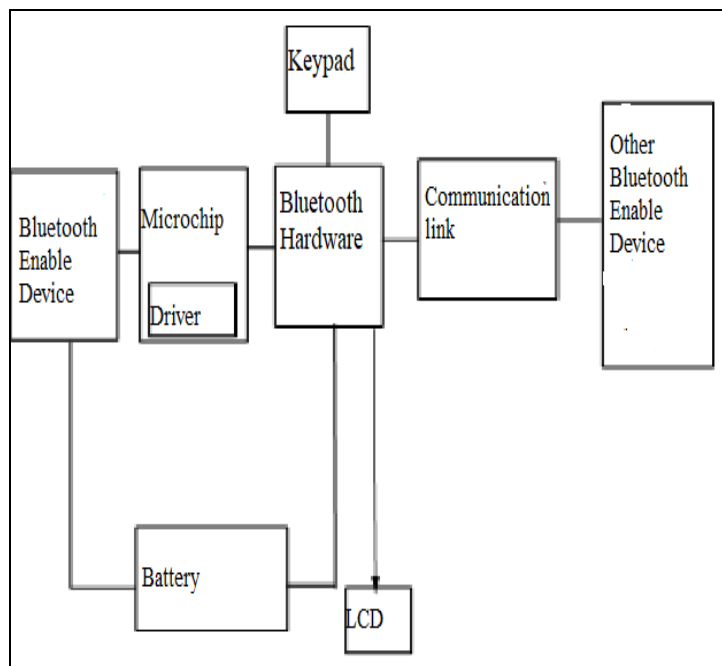 Keypad
Bluetooth
Enable
Device
Microchip
Driver
Bluetooth
Hardware
Communication
link
Other
Bluetooth
Enable
Device
Battery
LCD